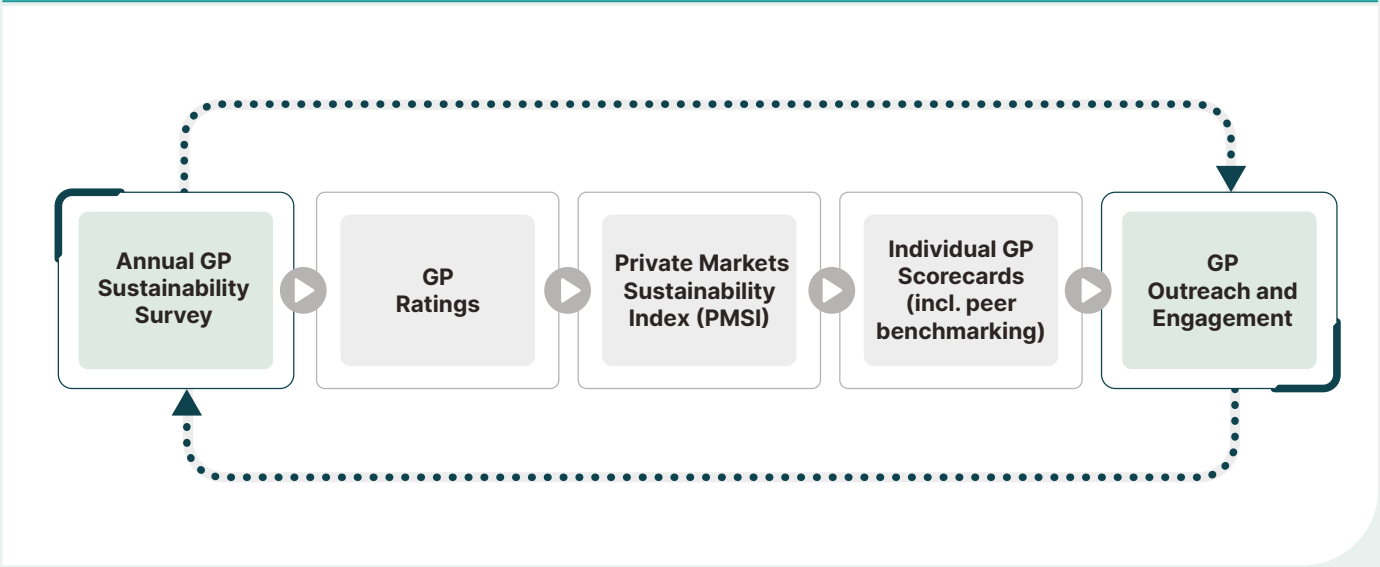 Annual GP
Sustainability
Survey
GP
Ratings
Private Markets
Sustainability
Index (PMSI)
Individual GP
Scorecards
(incl. peer
benchmarking)
GP
Outreach and
Engagement